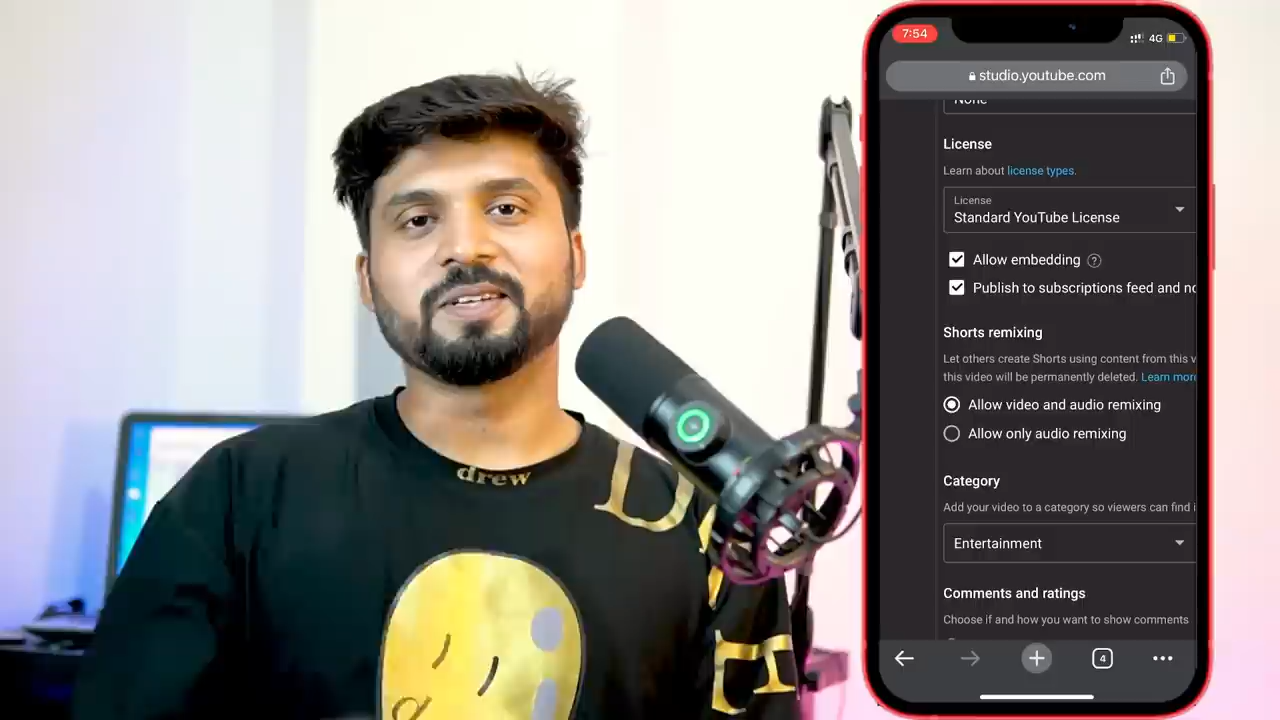 drew
7:54
4G
studio.youtube.com
None
License
Learn about license types.
License
Standard YouTube License
Allow embedding ?
Publish to subscriptions feed and no
Shorts remixing
Let others create Shorts using content from this v
this video will be permanently deleted. Learn more
Allow video and audio remixing
Allow only audio remixing
Category
Add your video to a category so viewers can find i
Entertainment
Comments and ratings
Choose if and how you want to show comments
4